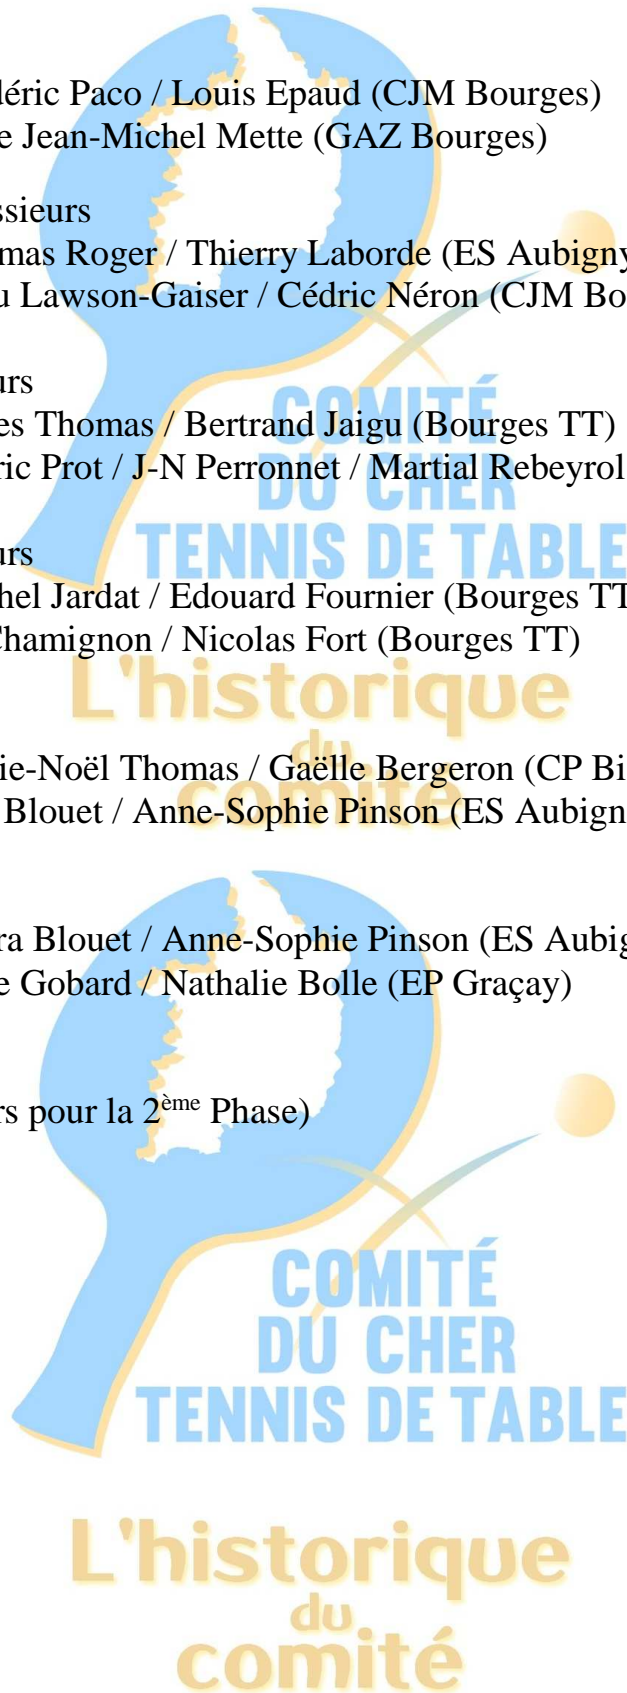 déric Paco / Louis Epaud (CJM Bourges)
e Jean-Michel Mette (GAZ Bourges)
ssieurs
mas Roger / Thierry Laborde (ES Aubigny
u Lawson-Gaiser / Cédric Néron (CJM Bo
COMITÉ
urs
es Thomas / Bertrand Jaigu (Bourges TT)
ric Prot / J-N Perronnet / Martial Rebeyrol
DU CHER
TENNIS DE TABLE
urs
hel Jardat / Edouard Fournier (Bourges TT
Chamignon / Nicolas Fort (Bourges TT)
L'historique
du
ie-Noël Thomas / Gaëlle Bergeron (CP Bi
comité
Blouet / Anne-Sophie Pinson (ES Aubign
ra Blouet / Anne-Sophie Pinson (ES Aubig
e Gobard / Nathalie Bolle (EP Graçay)
rs pour la 2ème Phase)
COMITÉ
DU CHER
TENNIS DE TABLE
L'historique
du
comité